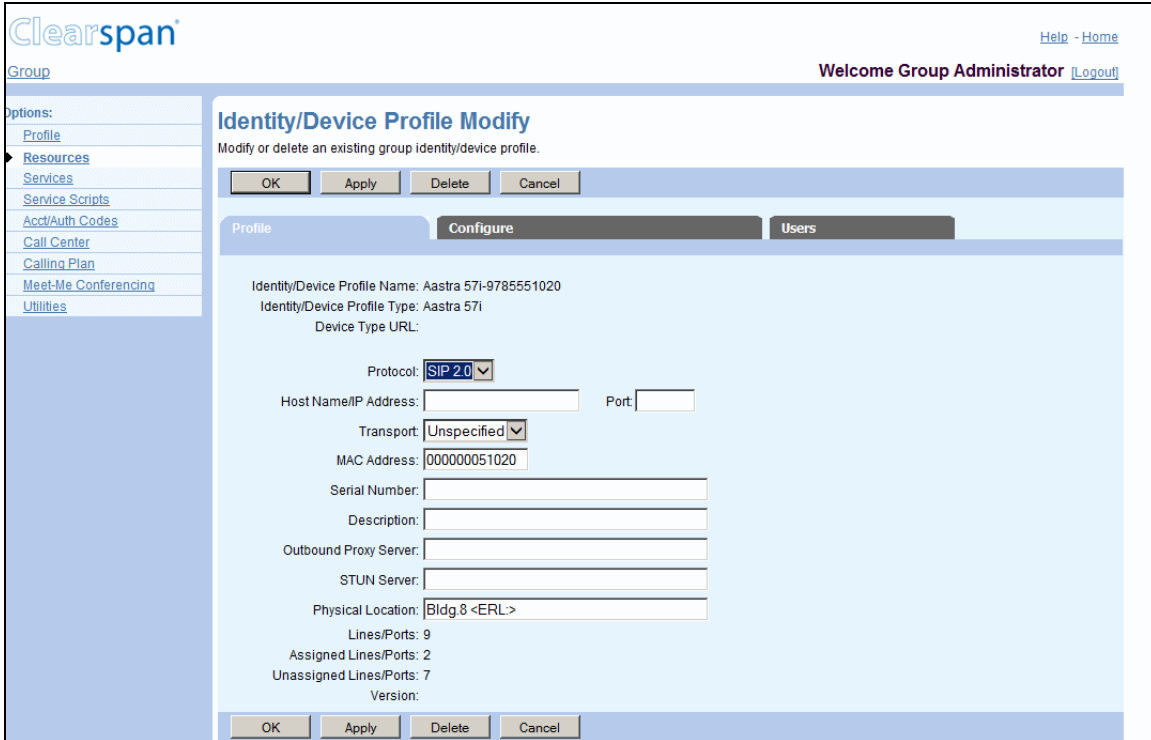 Clearspan
Help - Home
Group
Welcome Group Administrator [Logout]
Options:
Profile
Resources
Services
Service Scripts
Acct/Auth Codes
Call Center
Calling Plan
Meet-Me Conferencing
Utilities
Identity/Device Profile Modify
Modify or delete an existing group identity/device profile.
OK Apply Delete Cancel
Profile Configure Users
Identity/Device Profile Name: Aastra 57i-9785551020
Identity/Device Profile Type: Aastra 57i
Device Type URL:
Protocol: SIP 2.0
Host Name/IP Address: Port:
Transport: Unspecified
MAC Address: 000000051020
Serial Number:
Description:
Outbound Proxy Server:
STUN Server:
Physical Location: Bldg.8 <ERL:>
Lines/Ports: 9
Assigned Lines/Ports: 2
Unassigned Lines/Ports: 7
Version:
OK Apply Delete Cancel